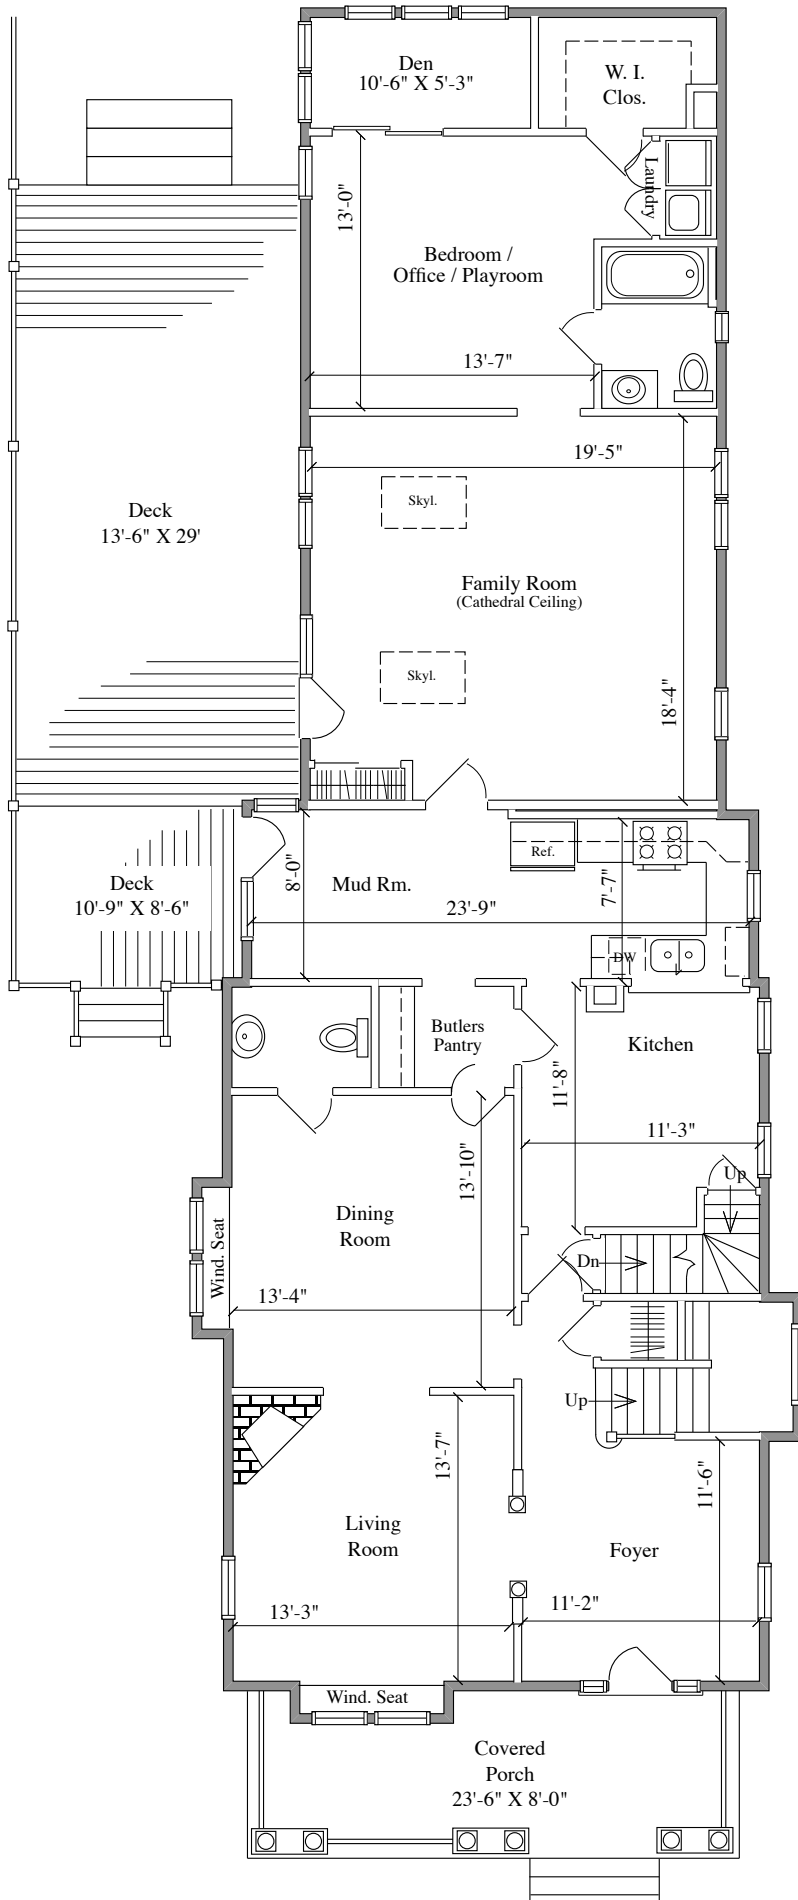 Den
10'-6" X 5'-3"
W. I.
Clos.
Laundry
13'-0"
Bedroom /
Office / Playroom
13'-7"
19'-5"
Skyl.
Deck
13'-6" X 29'
Family Room
(Cathedral Ceiling)
Skyl.
18'-4"
Ref.
Deck
10'-9" X 8'-6"
8'-0"
Mud Rm.
23'-9"
7'-7"
DW
Butlers
Pantry
Kitchen
11'-8"
11'-3"
13'-10"
Up
Dining
Room
Wind. Seat
Dn
13'-4"
Up
13'-7"
11'-6"
Living
Room
Foyer
13'-3"
11'-2"
Wind. Seat
Covered
Porch
23'-6" X 8'-0"